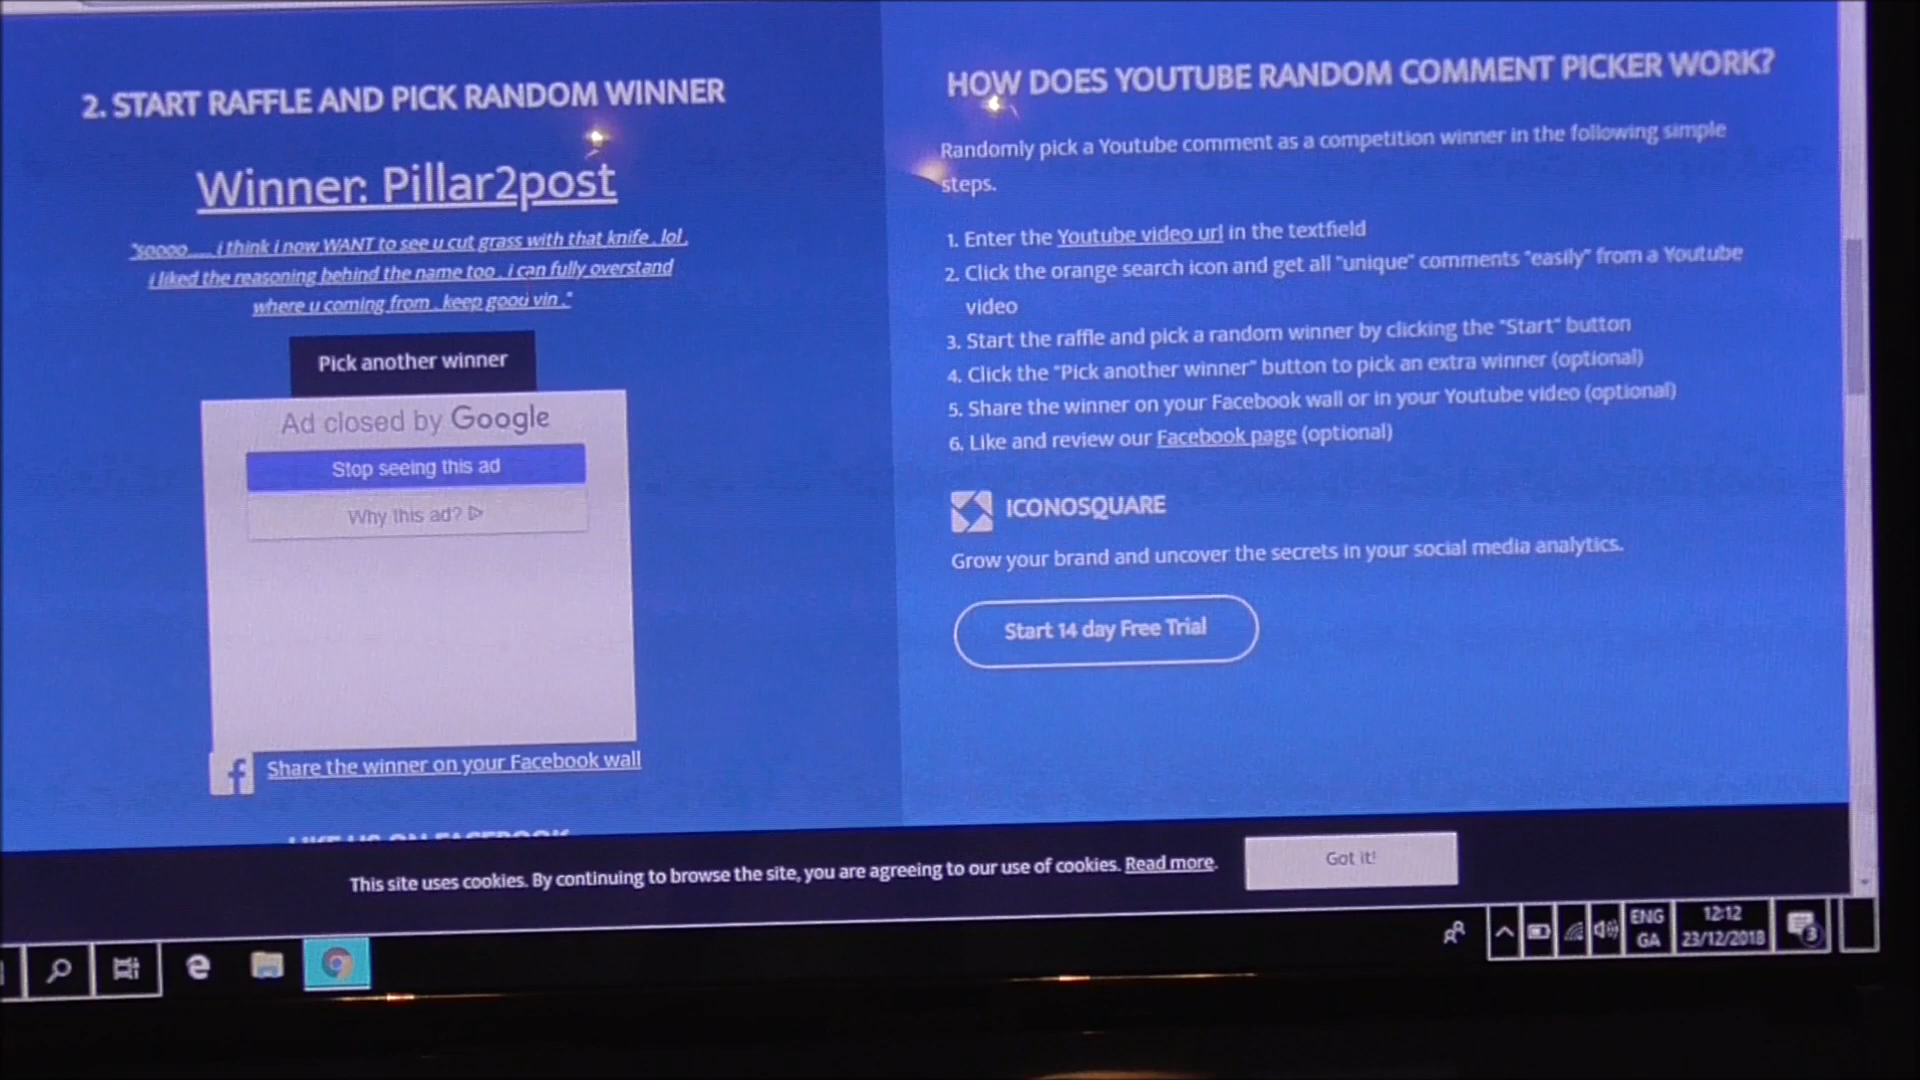 2. START RAFFLE AND PICK RANDOM WINNER
Winner: Pillar2post
"soooo..... i think i now WANT to see u cut grass with that knife . lol .
i liked the reasoning behind the name too . i can fully overstand
where u coming from . keep good vin ."
Pick another winner
Ad closed by Google
Stop seeing this ad
Why this ad?
Share the winner on your Facebook wall
LIKE US ON FACEBOOK
HOW DOES YOUTUBE RANDOM COMMENT PICKER WORK?
Randomly pick a Youtube comment as a competition winner in the following simple
steps.
1. Enter the Youtube video url in the textfield
2. Click the orange search icon and get all "unique" comments "easily" from a Youtube
video
3. Start the raffle and pick a random winner by clicking the "Start" button
4. Click the "Pick another winner" button to pick an extra winner (optional)
5. Share the winner on your Facebook wall or in your Youtube video (optional)
6. Like and review our Facebook page (optional)
ICONOSQUARE
Grow your brand and uncover the secrets in your social media analytics.
Start 14 day Free Trial
This site uses cookies. By continuing to browse the site, you are agreeing to our use of cookies. Read more.
Got it!
ENG
GA
12:12
23/12/2018
3